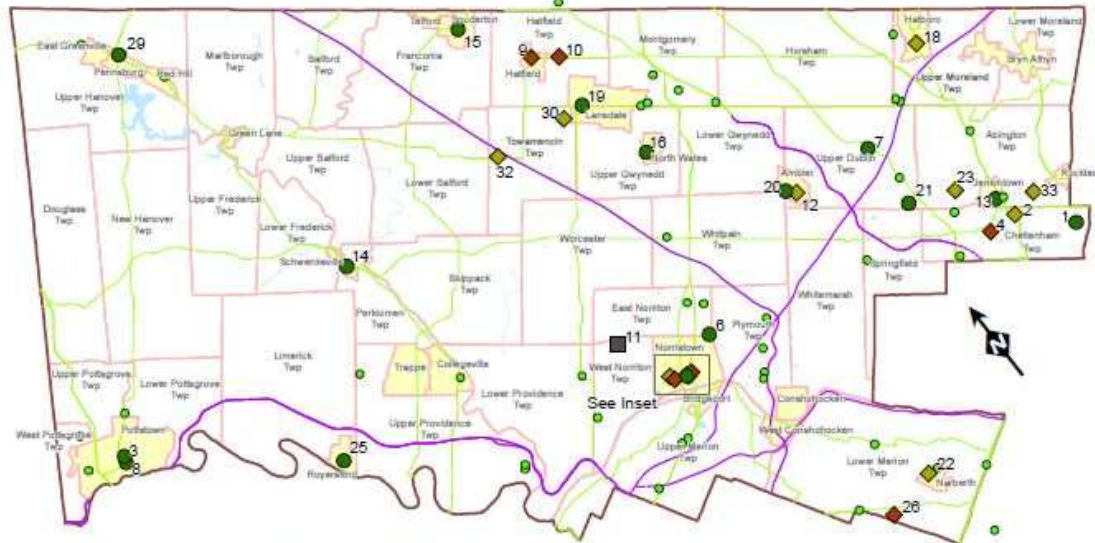 29
East Greenville
Pennsburg
Red Hill
Upper Hanover
Twp
Marlborough
Twp
Salford
Twp
Telford
Souderton
15
Franconia
Twp
Hatfield
Twp
9
10
Hatfield
Montgomery
Twp
Horsham
Twp
Hatboro
18
Lower Moreland
Twp
Bryn Athyn
Upper Moreland
Twp
Green Lane
Upper Salford
Twp
30
19
Lansdale
Towamencin
Twp
32
16
North Wales
Upper Gwynedd
Twp
Lower Gwynedd
Twp
7
Upper Dublin
Twp
Ambler
20
12
Abington
Twp
23
21
Jenkintown
13
33
Rockledge
2
4
1
Cheltenham
Twp
Douglass
Twp
New Hanover
Twp
Upper Frederick
Twp
Lower Frederick
Twp
Lower Salford
Twp
Schwenksville
14
Skippack
Twp
Worcester
Twp
Whitpain
Twp
Springfield
Twp
Whitemarsh
Twp
Perkiomen
Twp
East Norriton
Twp
11
6
Plymouth
Twp
Norristown
West Norriton
Twp
See Inset
Bridgeport
Limerick
Twp
Trappe
Collegeville
Upper Pottsgrove
Twp
Lower Pottsgrove
Twp
West Pottsgrove
Twp
Pottstown
3
8
25
Royersford
Upper Providence
Twp
Lower Providence
Twp
Upper Merion
Twp
Conshohocken
West Conshohocken
Lower Merion
Twp
22
Narberth
26
N